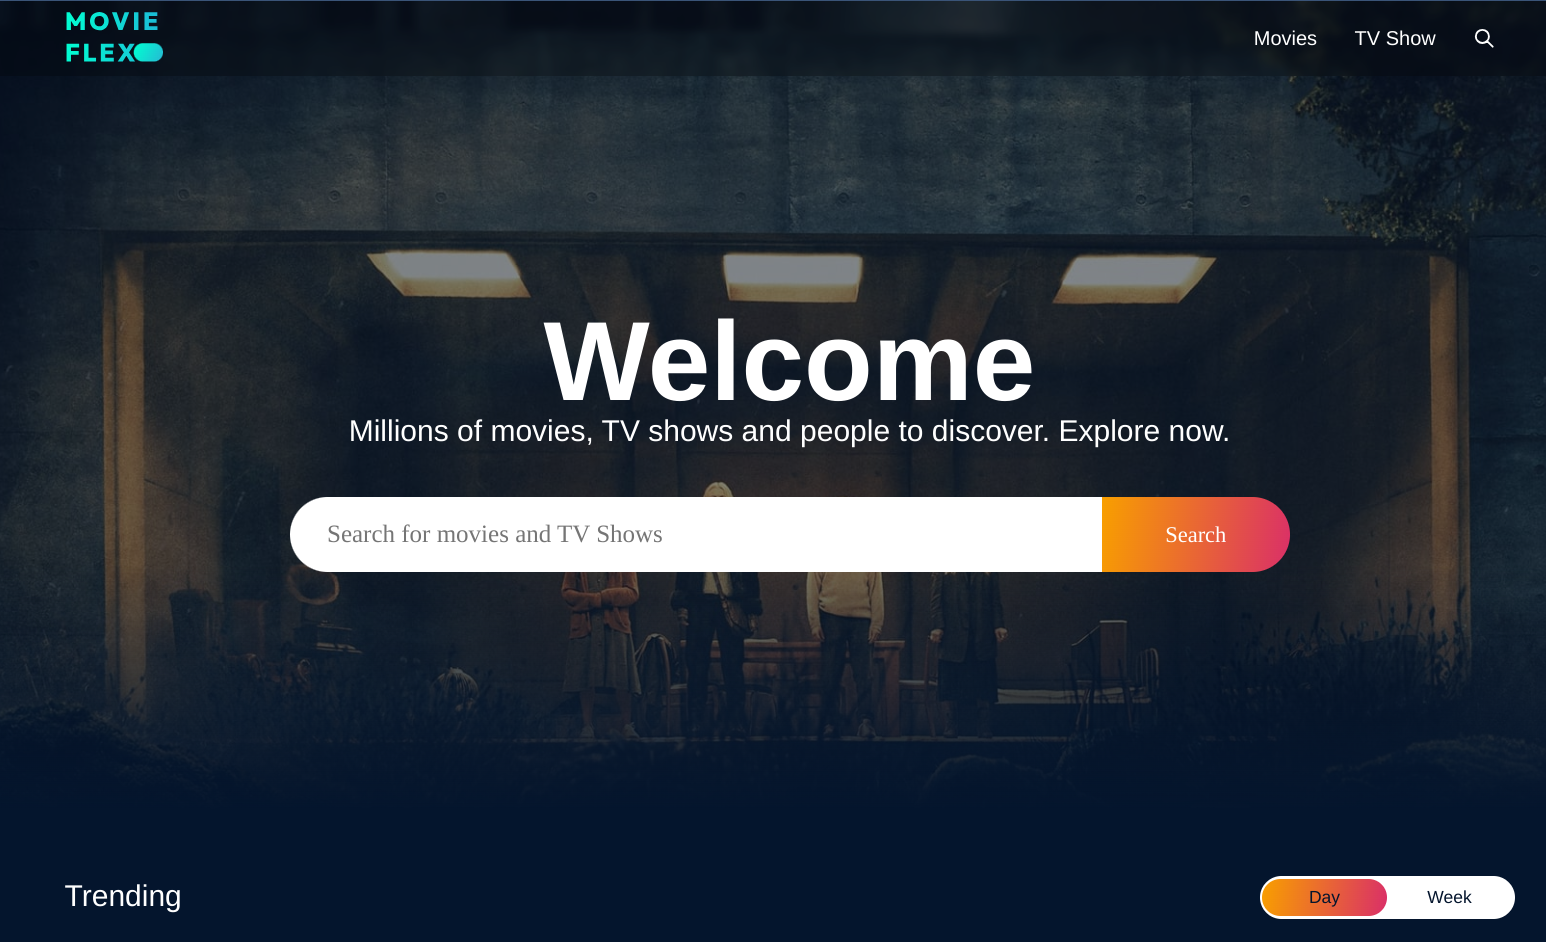 MOVIE
FLEX
Movies
TV Show
Welcome
Millions of movies, TV shows and people to discover. Explore now.
Search for movies and TV Shows
Search
Trending
Day
Week